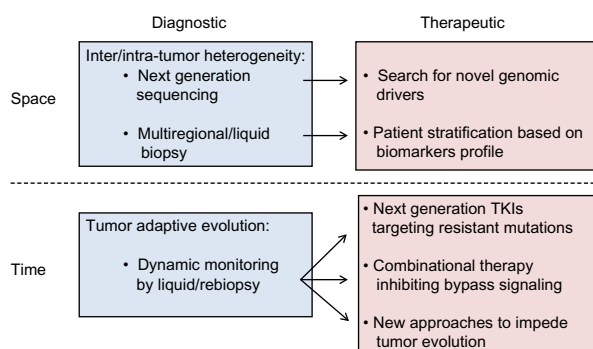 Diagnostic
Therapeutic
Space
Inter/intra-tumor heterogeneity:
• Next generation
sequencing
• Multiregional/liquid
biopsy
• Search for novel genomic
drivers
• Patient stratification based on
biomarkers profile
Time
Tumor adaptive evolution:
• Dynamic monitoring
by liquid/rebiopsy
• Next generation TKIs
targeting resistant mutations
• Combinational therapy
inhibiting bypass signaling
• New approaches to impede
tumor evolution